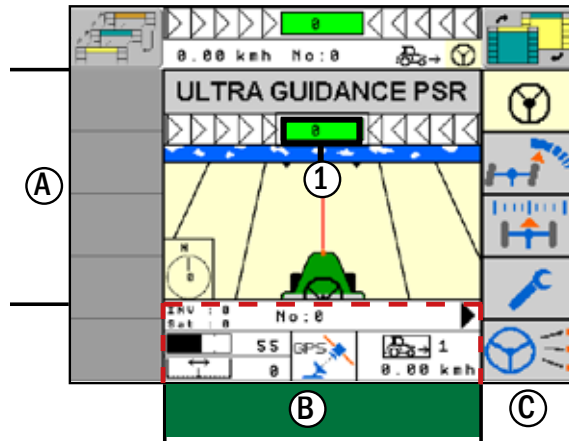 0
0.00 kmh No:0
ULTRA GUIDANCE PSR
0
A
1
N
0
INV : 0
Sat : 0
No:0
55
GPS
1
0
0.00 kmh
B
C